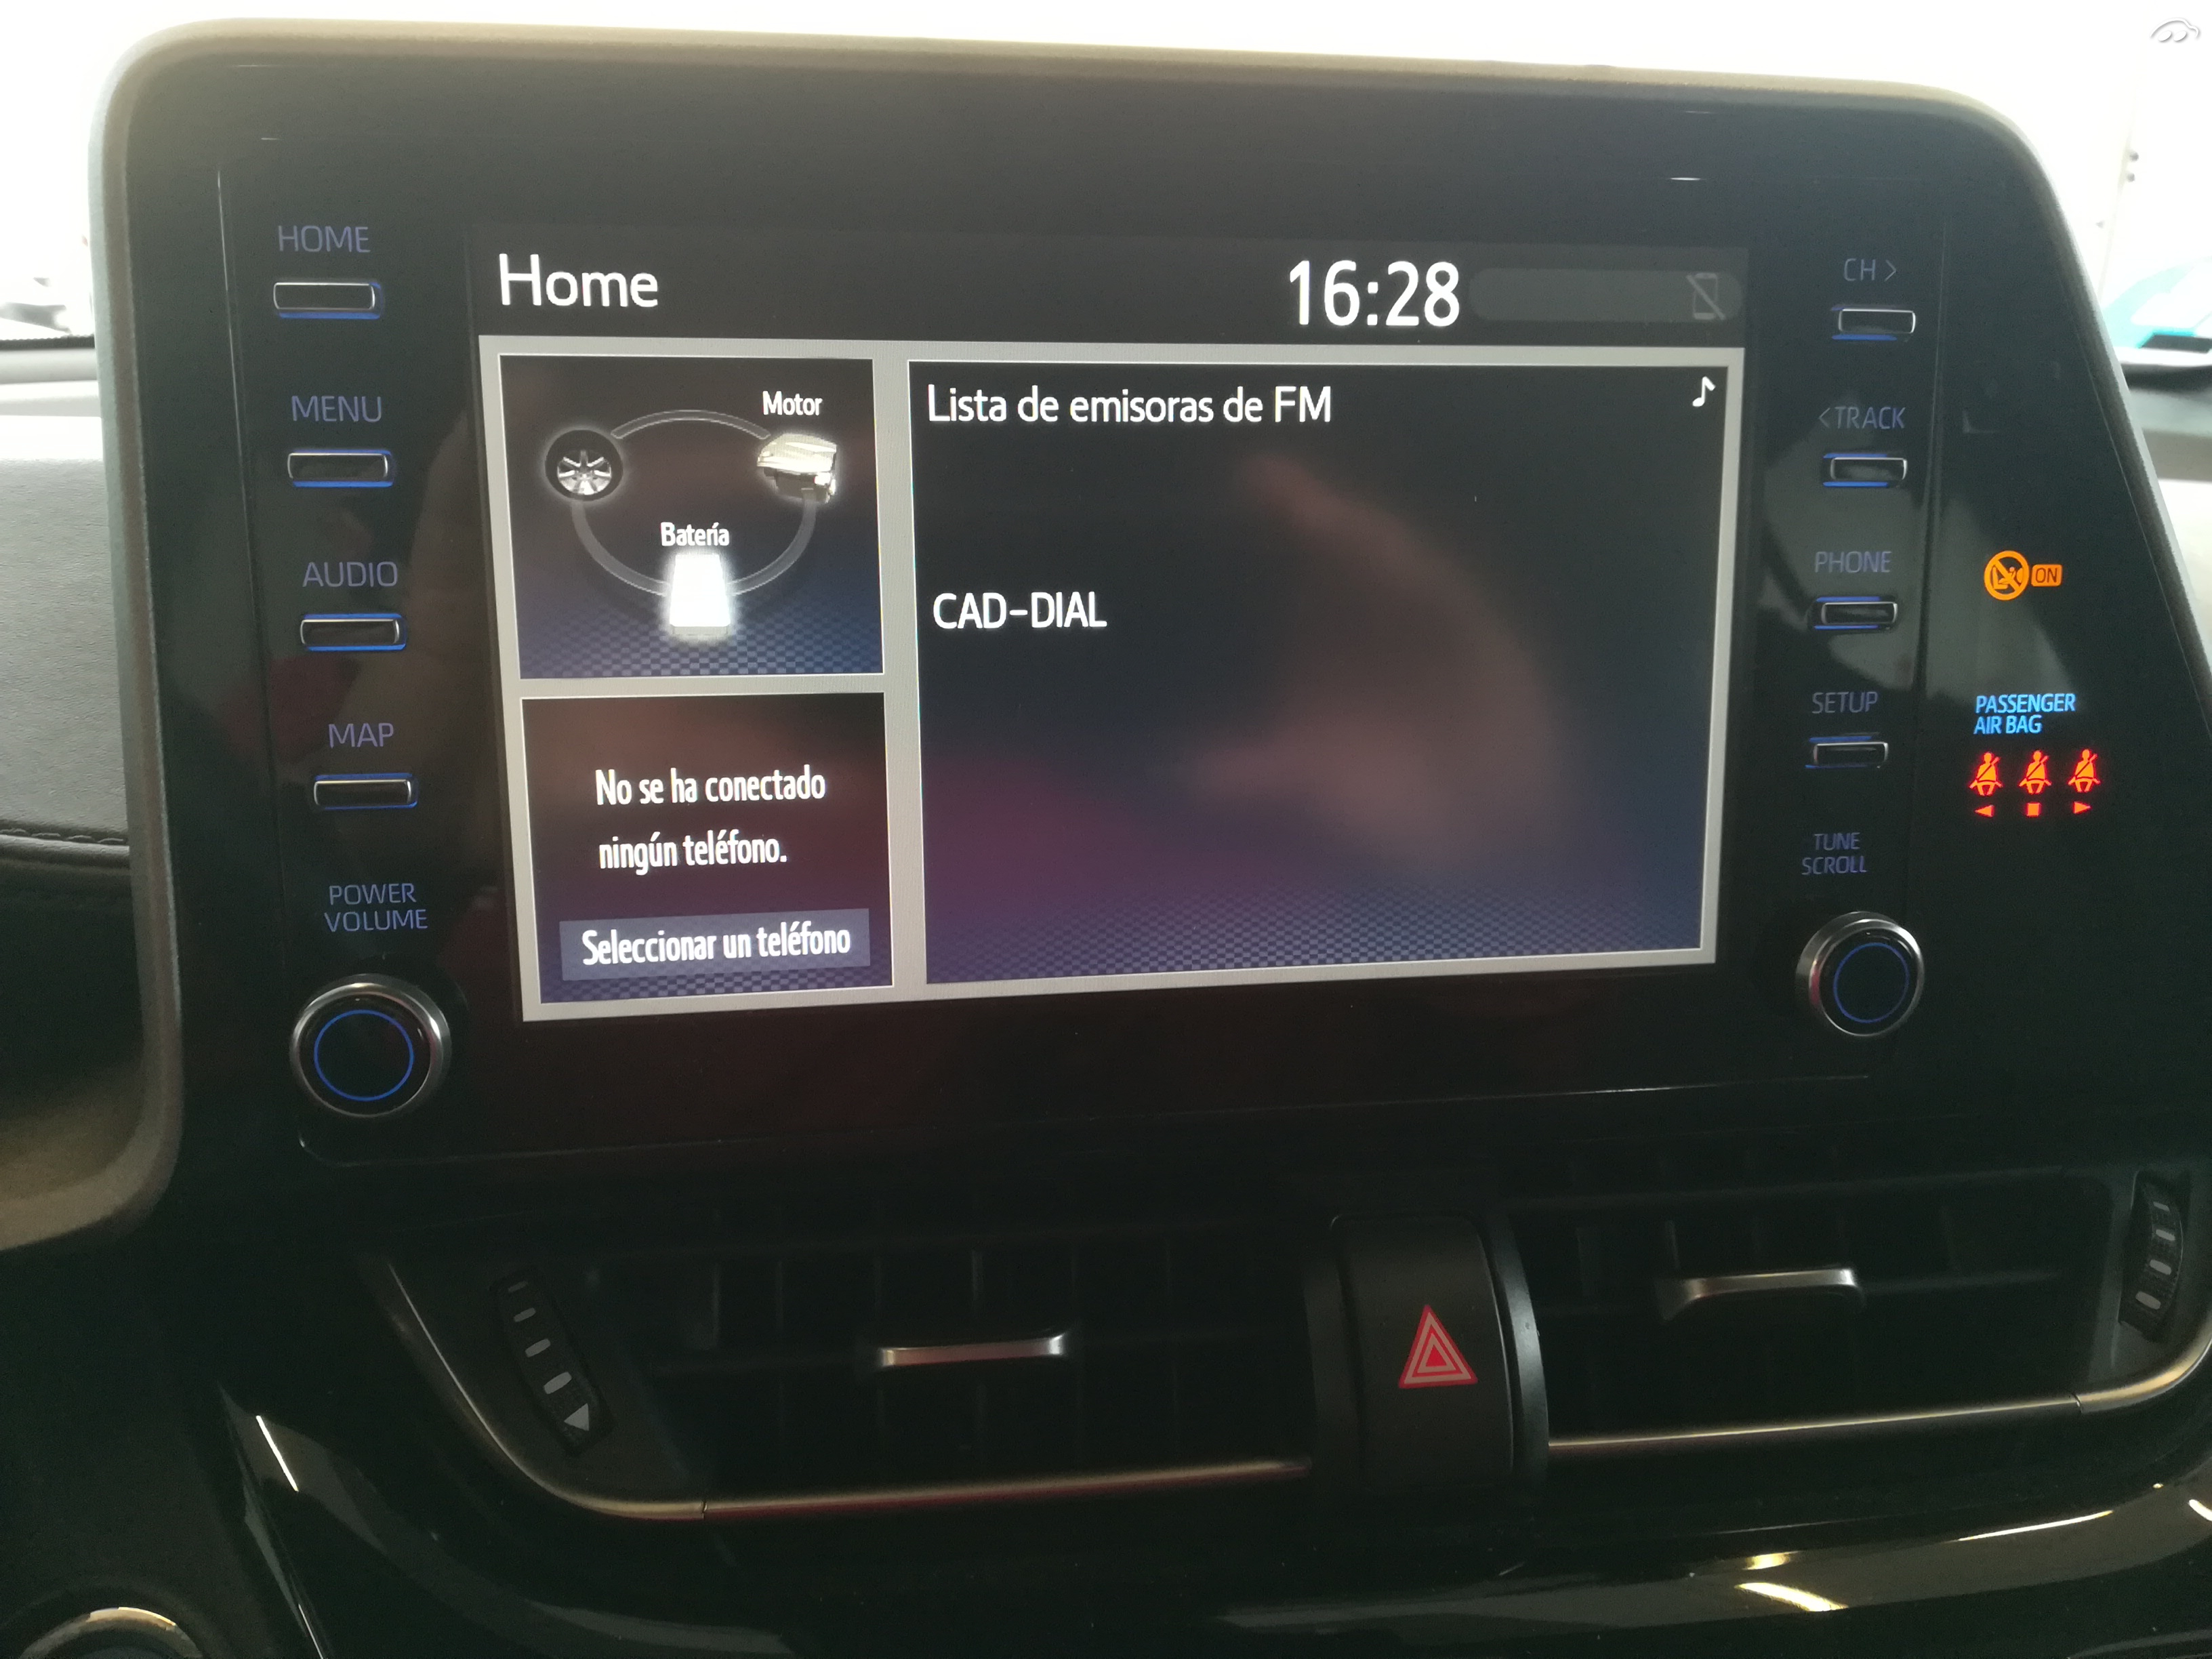 HOME
MENU
AUDIO
MAP
POWER
VOLUME
Home
16:28
Motor
Batería
No se ha conectado
ningún teléfono.
Seleccionar un teléfono
Lista de emisoras de FM
CAD-DIAL
CH >
< TRACK
PHONE
SETUP
TUNE
SCROLL
ON
PASSENGER
AIR BAG